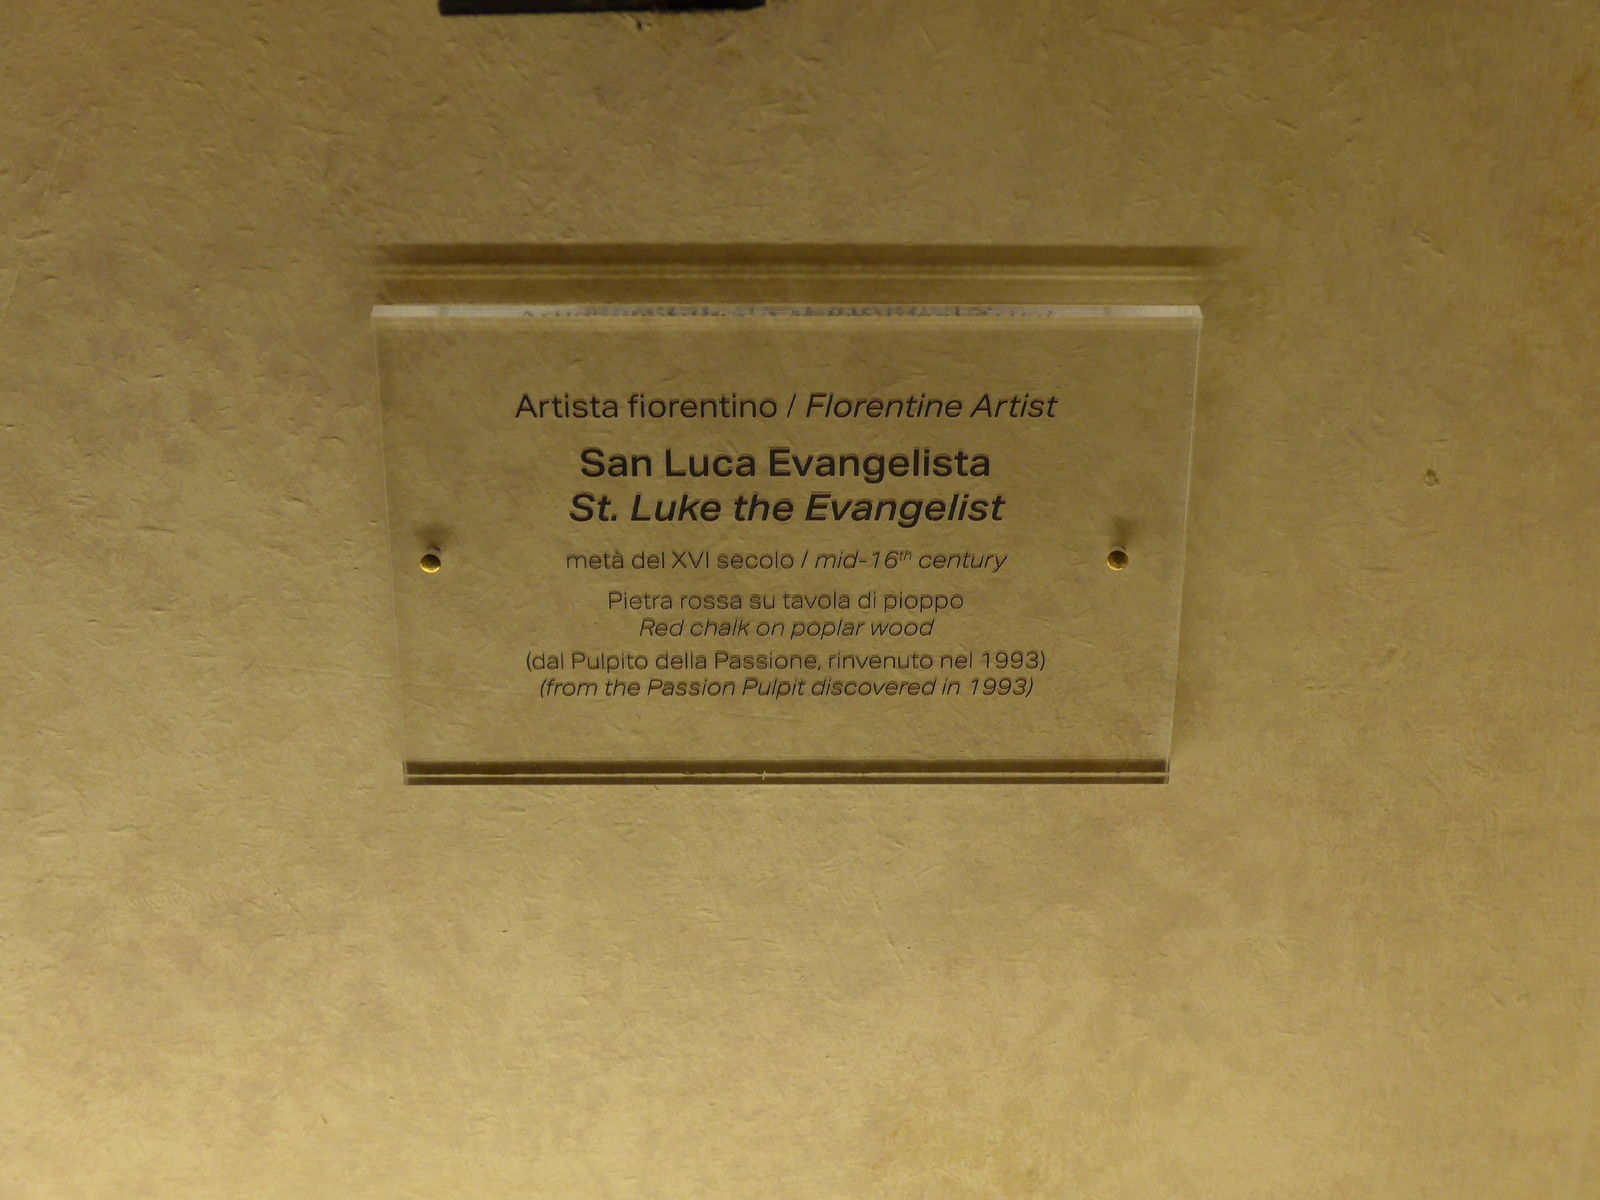 Artista fiorentino / Florentine Artist
San Luca Evangelista
St. Luke the Evangelist
metà del XVI secolo / mid-16th century
Pietra rossa su tavola di pioppo
Red chalk on poplar wood
(dal Pulpito della Passione, rinvenuto nel 1993)
(from the Passion Pulpit discovered in 1993)